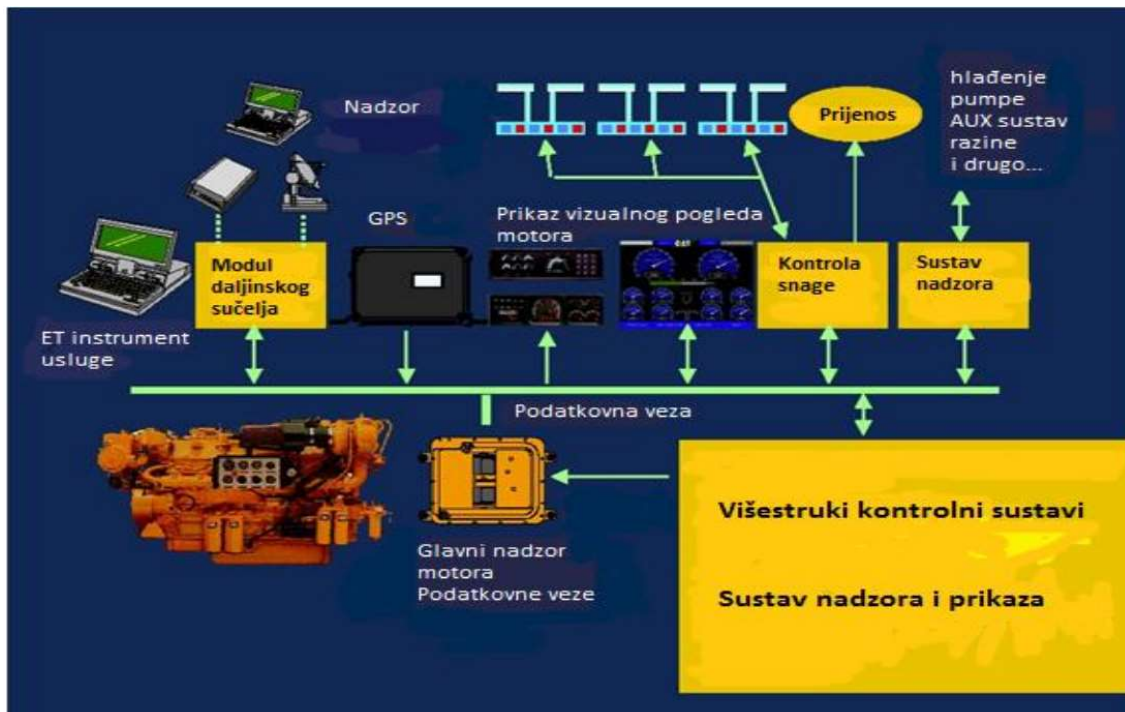 Nadzor
Prijenos
hlađenje
pumpe
AUX sustav
razine
i drugo...
GPS
Prikaz vizualnog pogleda
motora
Modul
daljinskog
sučelja
Kontrola
snage
Sustav
nadzora
ET instrument
usluge
Podatkovna veza
Glavni nadzor
motora
Podatkovne veze
Višestruki kontrolni sustavi
Sustav nadzora i prikaza